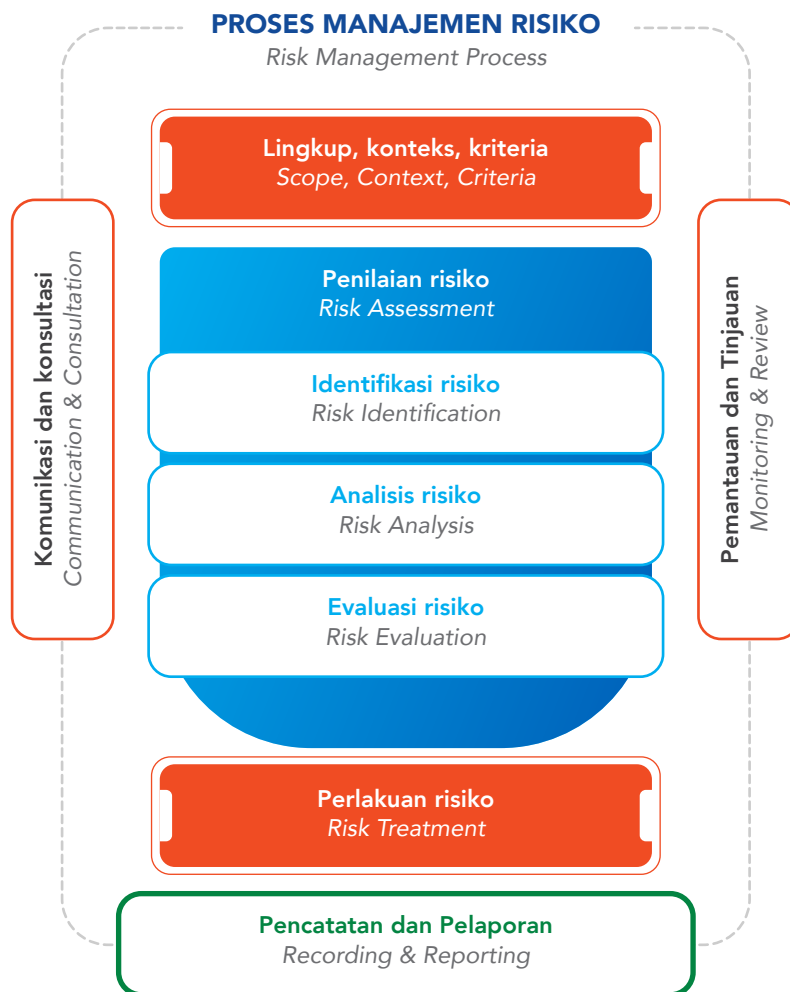 PROSES MANAJEMEN RISIKO
Risk Management Process
Lingkup, konteks, kriteria
Scope, Context, Criteria
Komunikasi dan konsultasi
Communication & Consultation
Penilaian risiko
Risk Assessment
Identifikasi risiko
Risk Identification
Analisis risiko
Risk Analysis
Evaluasi risiko
Risk Evaluation
Pemantauan dan Tinjauan
Monitoring & Review
Perlakuan risiko
Risk Treatment
Pencatatan dan Pelaporan
Recording & Reporting